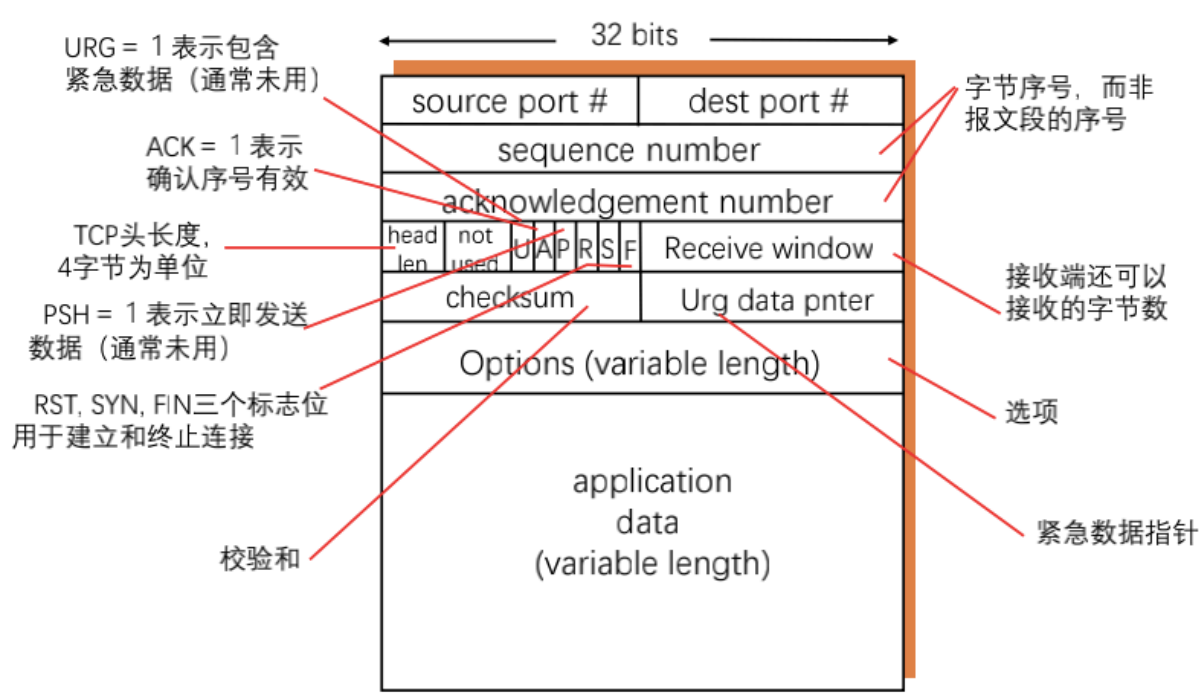 32 bits
URG = 1 表示包含
紧急数据（通常未用）
ACK = 1 表示
确认序号有效
TCP头长度，
4字节为单位
PSH = 1 表示立即发送
数据（通常未用）
RST, SYN, FIN三个标志位
用于建立和终止连接
校验和
source port #
dest port #
sequence number
acknowledgement number
head
len
not
used
U
A
P
R
S
F
Receive window
checksum
Urg data pnter
Options (variable length)
application
data
(variable length)
字节序号，而非
报文段的序号
接收端还可以
接收的字节数
选项
紧急数据指针